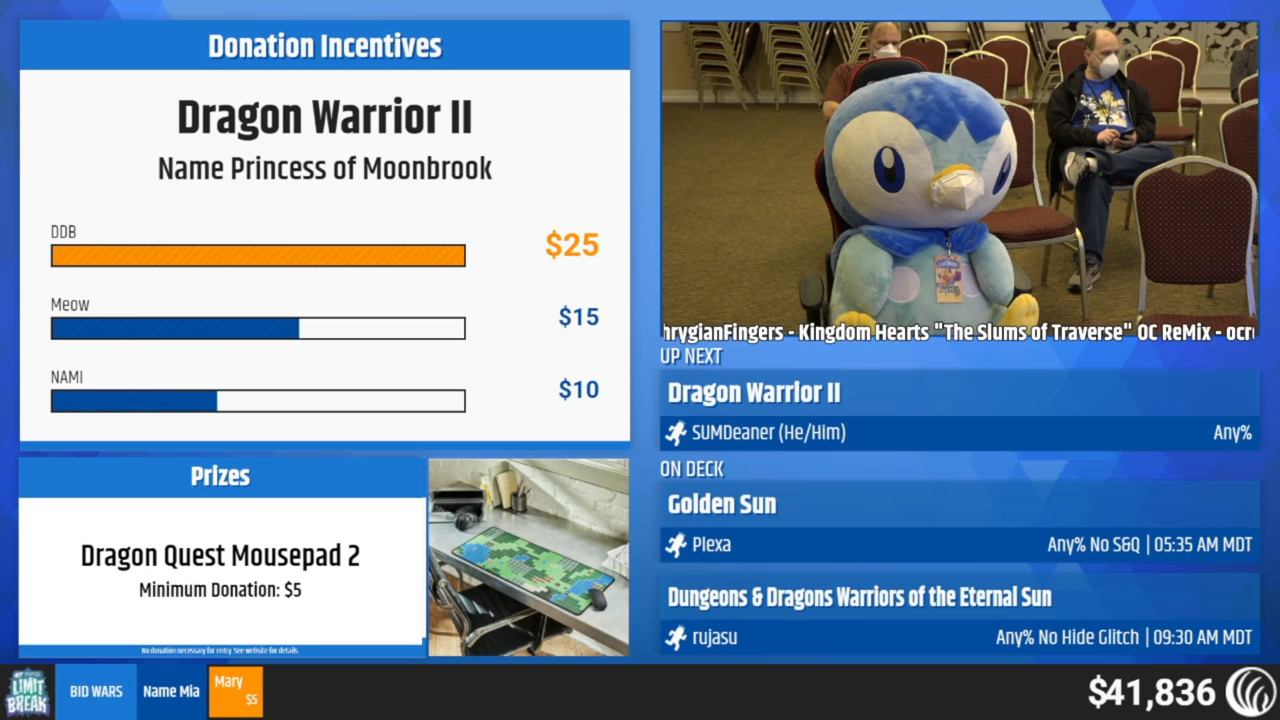 Donation Incentives
Dragon Warrior II
Name Princess of Moonbrook
DDB
$25
Meow
$15
NAMI
$10
Prizes
Dragon Quest Mousepad 2
Minimum Donation: $5
No donation necessary for entry. See website for details.
hrygianFingers - Kingdom Hearts "The Slums of Traverse" OC ReMix - ocr
UP NEXT
Dragon Warrior II
SUMDeaner (He/Him) Any%
ON DECK
Golden Sun
Plexa Any% No S&Q | 05:35 AM MDT
Dungeons & Dragons Warriors of the Eternal Sun
rujasu Any% No Hide Glitch | 09:30 AM MDT
LIMIT
BREAK
BID WARS
Name Mia
Mary
$5
$41,836